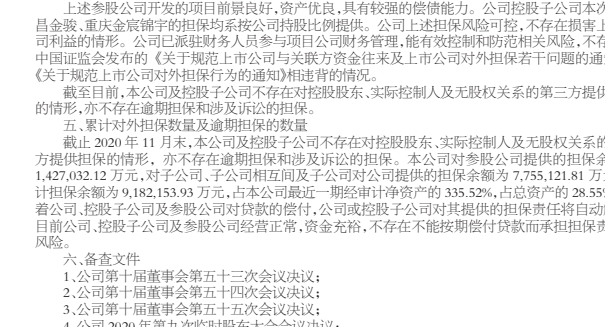 上述参股公司开发的项目前景良好，资产优良，具有较强的偿债能力。公司控股子公司本次
昌金骏、重庆金宸锦宇的担保均系按公司持股比例提供。公司上述担保风险可控，不存在损害上
司利益的情形。公司已派驻财务人员参与项目公司财务管理，能有效控制和防范相关风险，不存
中国证监会发布的《关于规范上市公司与关联方资金往来及上市公司对外担保若干问题的通
《关于规范上市公司对外担保行为的通知》相违背的情况。
截至目前，本公司及控股子公司不存在对控股股东、实际控制人及无股权关系的第三方提供
的情形，亦不存在逾期担保和涉及诉讼的担保。
五、累计对外担保数量及逾期担保的数量
截止 2020 年 11 月末，本公司及控股子公司不存在对控股股东、实际控制人及无股权关系的
方提供担保的情形，亦不存在逾期担保和涉及诉讼的担保。本公司对参股公司提供的担保余
1,427,032.12 万元，对子公司、子公司相互间及子公司对公司提供的担保余额为 7,755,121.81 万
计担保余额为 9,182,153.93 万元，占本公司最近一期经审计净资产的 335.52%，占总资产的 28.55%
着公司、控股子公司及参股公司对贷款的偿付，公司或控股子公司对其提供的担保责任将自动
目前公司、控股子公司及参股公司经营正常，资金充裕，不存在不能按期偿付贷款而承担担保责
风险。
六、备查文件
1、公司第十届董事会第五十三次会议决议；
2、公司第十届董事会第五十四次会议决议；
3、公司第十届董事会第五十五次会议决议；
4、公司 2020 年第九次临时股东大会会议决议；